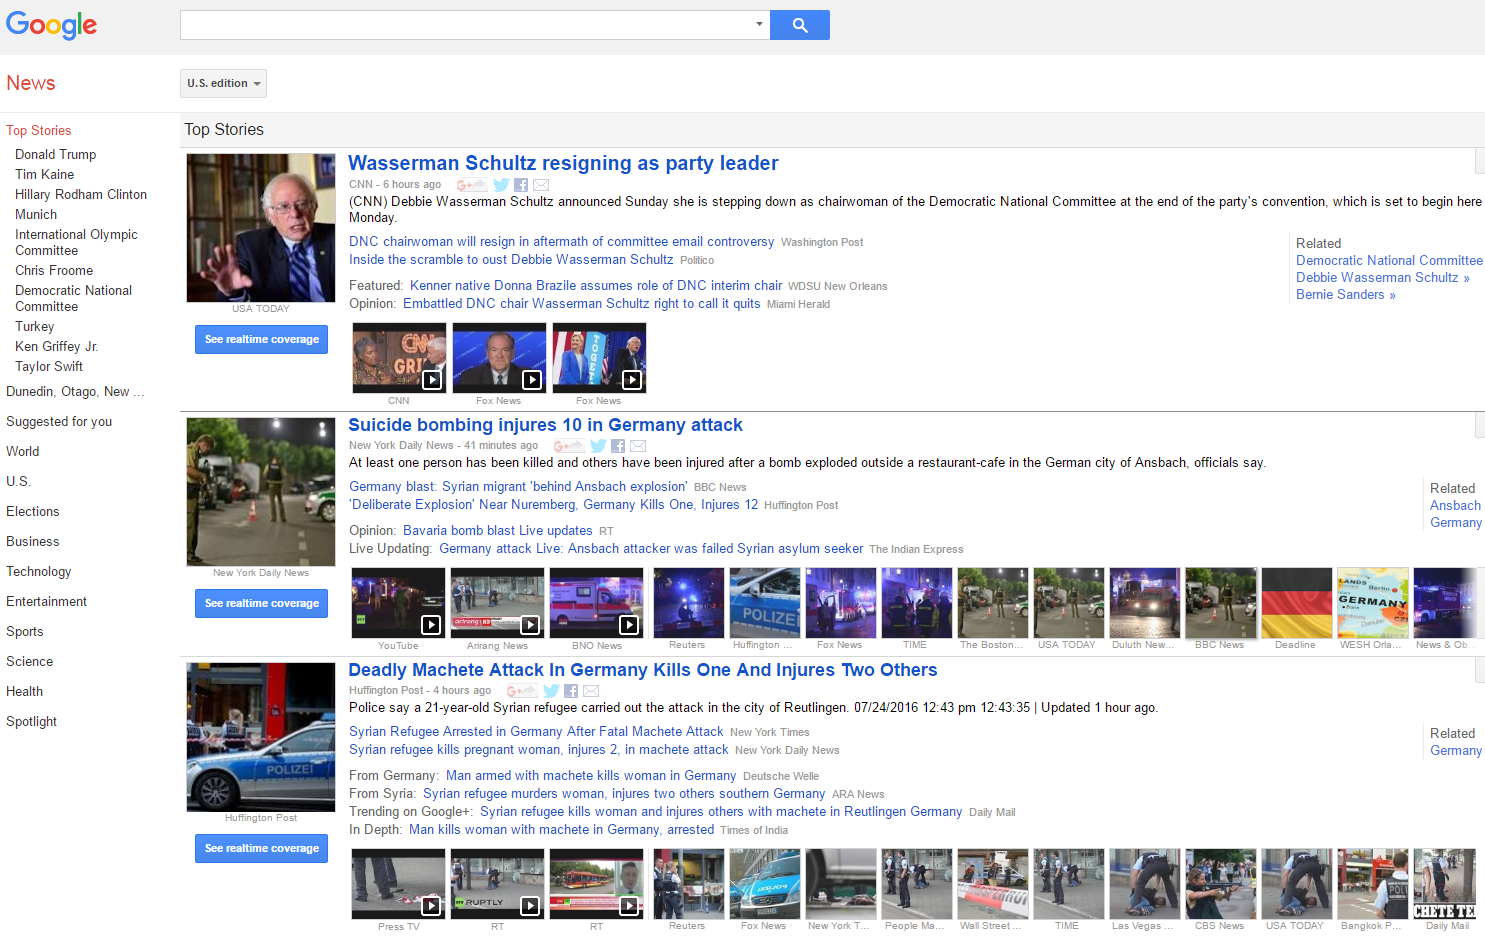 Google
News
U.S. edition
Top Stories
Donald Trump
Tim Kaine
Hillary Rodham Clinton
Munich
International Olympic
Committee
Chris Froome
Democratic National
Committee
Turkey
Ken Griffey Jr.
Taylor Swift
Dunedin, Otago, New ...
Suggested for you
World
U.S.
Elections
Business
Technology
Entertainment
Sports
Science
Health
Spotlight
Top Stories
USA TODAY
See realtime coverage
Wasserman Schultz resigning as party leader
CNN - 6 hours ago
(CNN) Debbie Wasserman Schultz announced Sunday she is stepping down as chairwoman of the Democratic National Committee at the end of the party's convention, which is set to begin here
Monday.
DNC chairwoman will resign in aftermath of committee email controversy Washington Post
Inside the scramble to oust Debbie Wasserman Schultz Politico
Featured: Kenner native Donna Brazile assumes role of DNC interim chair WDSU New Orleans
Opinion: Embattled DNC chair Wasserman Schultz right to call it quits Miami Herald
Related
Democratic National Committee
Debbie Wasserman Schultz »
Bernie Sanders »
CNN Fox News Fox News
New York Daily News
See realtime coverage
Suicide bombing injures 10 in Germany attack
New York Daily News - 41 minutes ago
At least one person has been killed and others have been injured after a bomb exploded outside a restaurant-cafe in the German city of Ansbach, officials say.
Germany blast: Syrian migrant 'behind Ansbach explosion' BBC News
'Deliberate Explosion' Near Nuremberg, Germany Kills One, Injures 12 Huffington Post
Opinion: Bavaria bomb blast Live updates RT
Live Updating: Germany attack Live: Ansbach attacker was failed Syrian asylum seeker The Indian Express
Related
Ansbach
Germany
YouTube Arirang News BNO News Reuters Huffington ... Fox News TIME The Boston... USA TODAY Duluth New... BBC News Deadline WESH Orla... News & Ob...
Huffington Post
See realtime coverage
Deadly Machete Attack In Germany Kills One And Injures Two Others
Huffington Post - 4 hours ago
Police say a 21-year-old Syrian refugee carried out the attack in the city of Reutlingen. 07/24/2016 12:43 pm 12:43:35 | Updated 1 hour ago.
Syrian Refugee Arrested in Germany After Fatal Machete Attack New York Times
Syrian refugee kills pregnant woman, injures 2, in machete attack New York Daily News
From Germany: Man armed with machete kills woman in Germany Deutsche Welle
From Syria: Syrian refugee murders woman, injures two others southern Germany ARA News
Trending on Google+: Syrian refugee kills woman and injures others with machete in Reutlingen Germany Daily Mail
In Depth: Man kills woman with machete in Germany, arrested Times of India
Related
Germany
Press TV RT RT Reuters Fox News New York T... People Ma... Wall Street ... TIME Las Vegas ... CBS News USA TODAY Bangkok P... Daily Mail